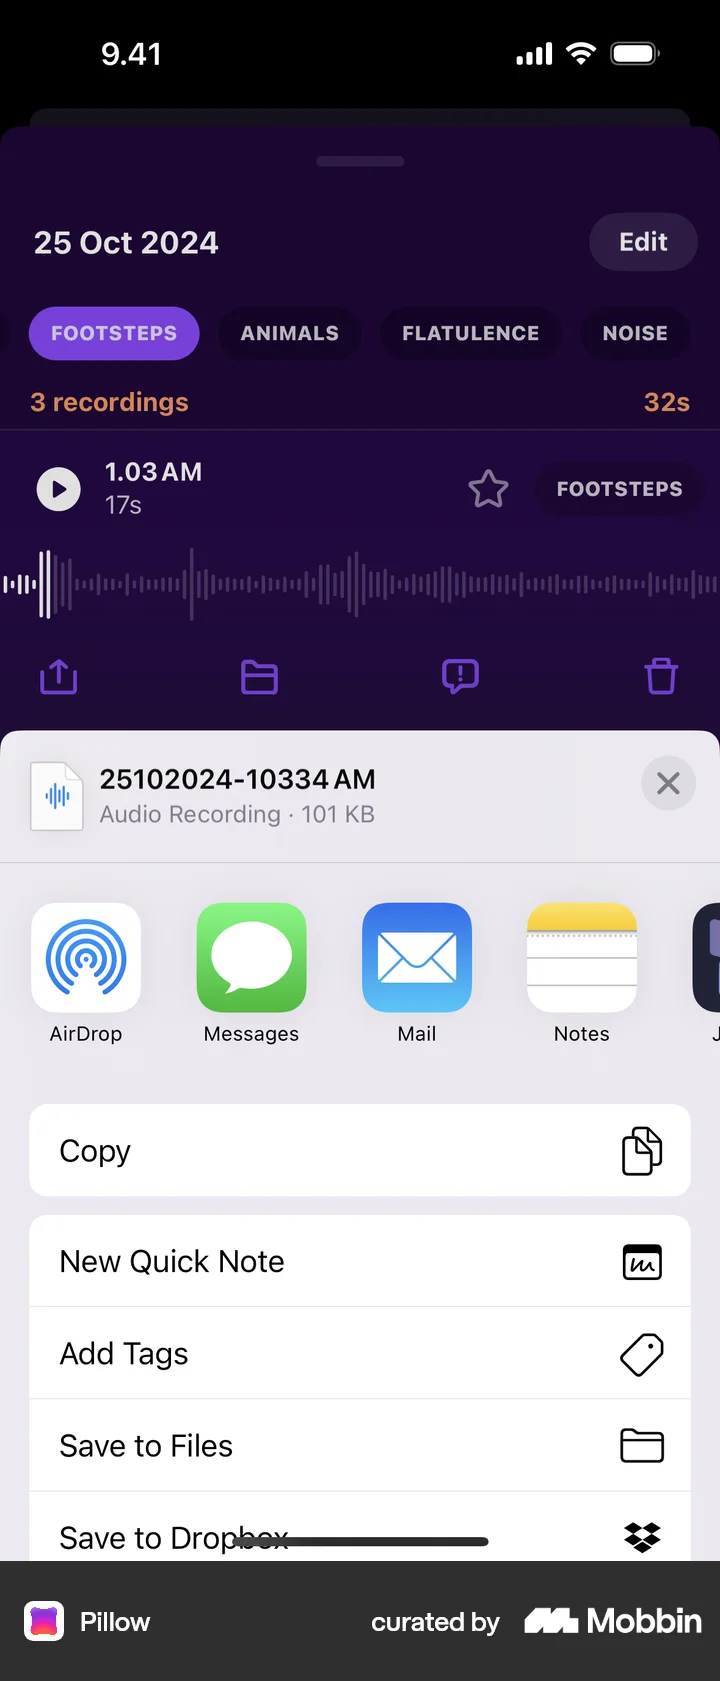 9.41
25 Oct 2024
Edit
FOOTSTEPS ANIMALS FLATULENCE NOISE
3 recordings 32s
1.03 AM
17s
FOOTSTEPS
25102024-10334 AM
Audio Recording · 101 KB
AirDrop Messages Mail Notes J
Copy
New Quick Note
Add Tags
Save to Files
Save to Dropbox
Pillow curated by Mobbin